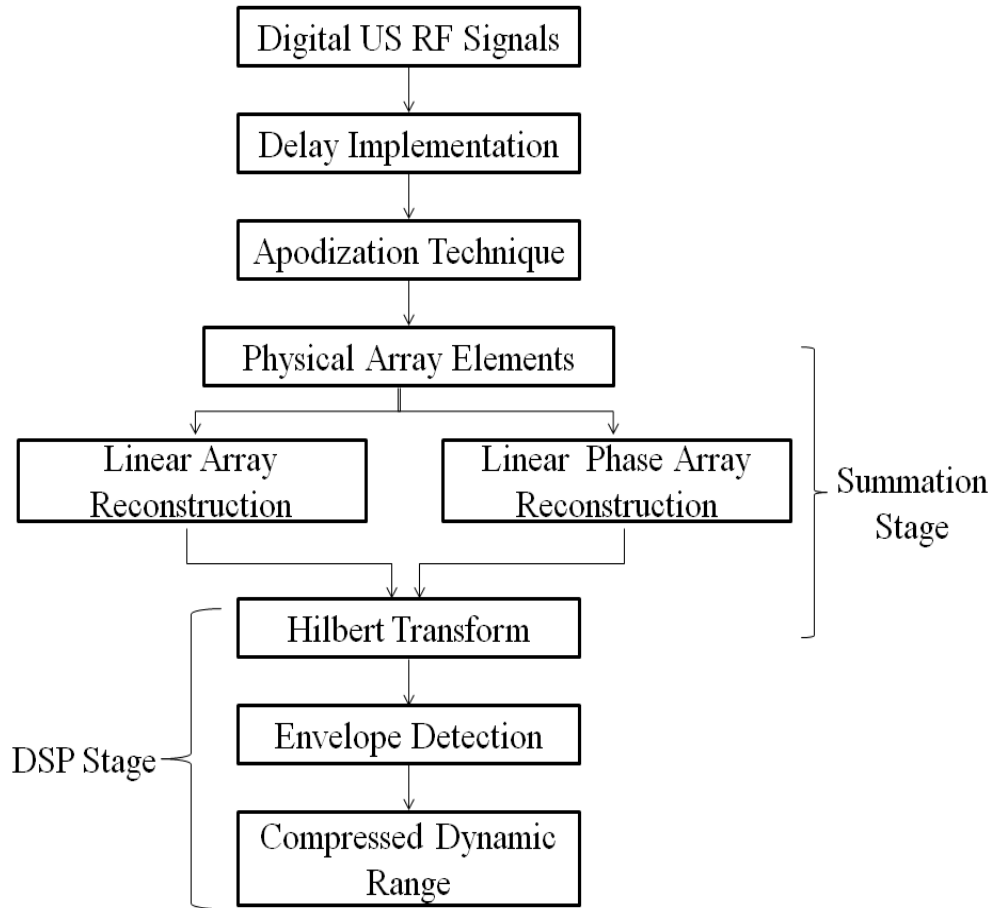 Digital US RF Signals
Delay Implementation
Apodization Technique
Physical Array Elements
Linear Array
Reconstruction
Linear Phase Array
Reconstruction
Summation
Stage
Hilbert Transform
Envelope Detection
DSP Stage
Compressed Dynamic
Range